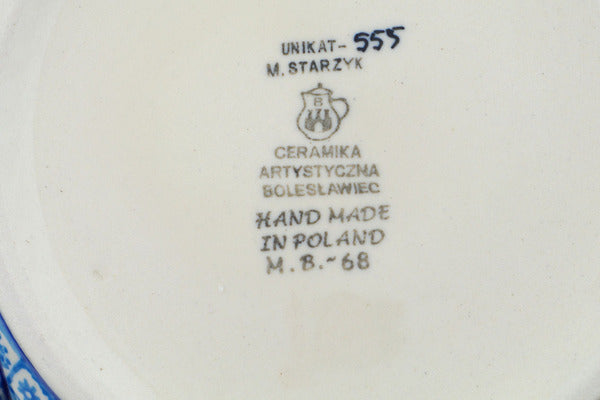 UNIKAT- 555
M. STARZYK
B
CERAMIKA
ARTYSTYCZNA
BOLESŁAWIEC
HAND MADE
IN POLAND
M.B.~68